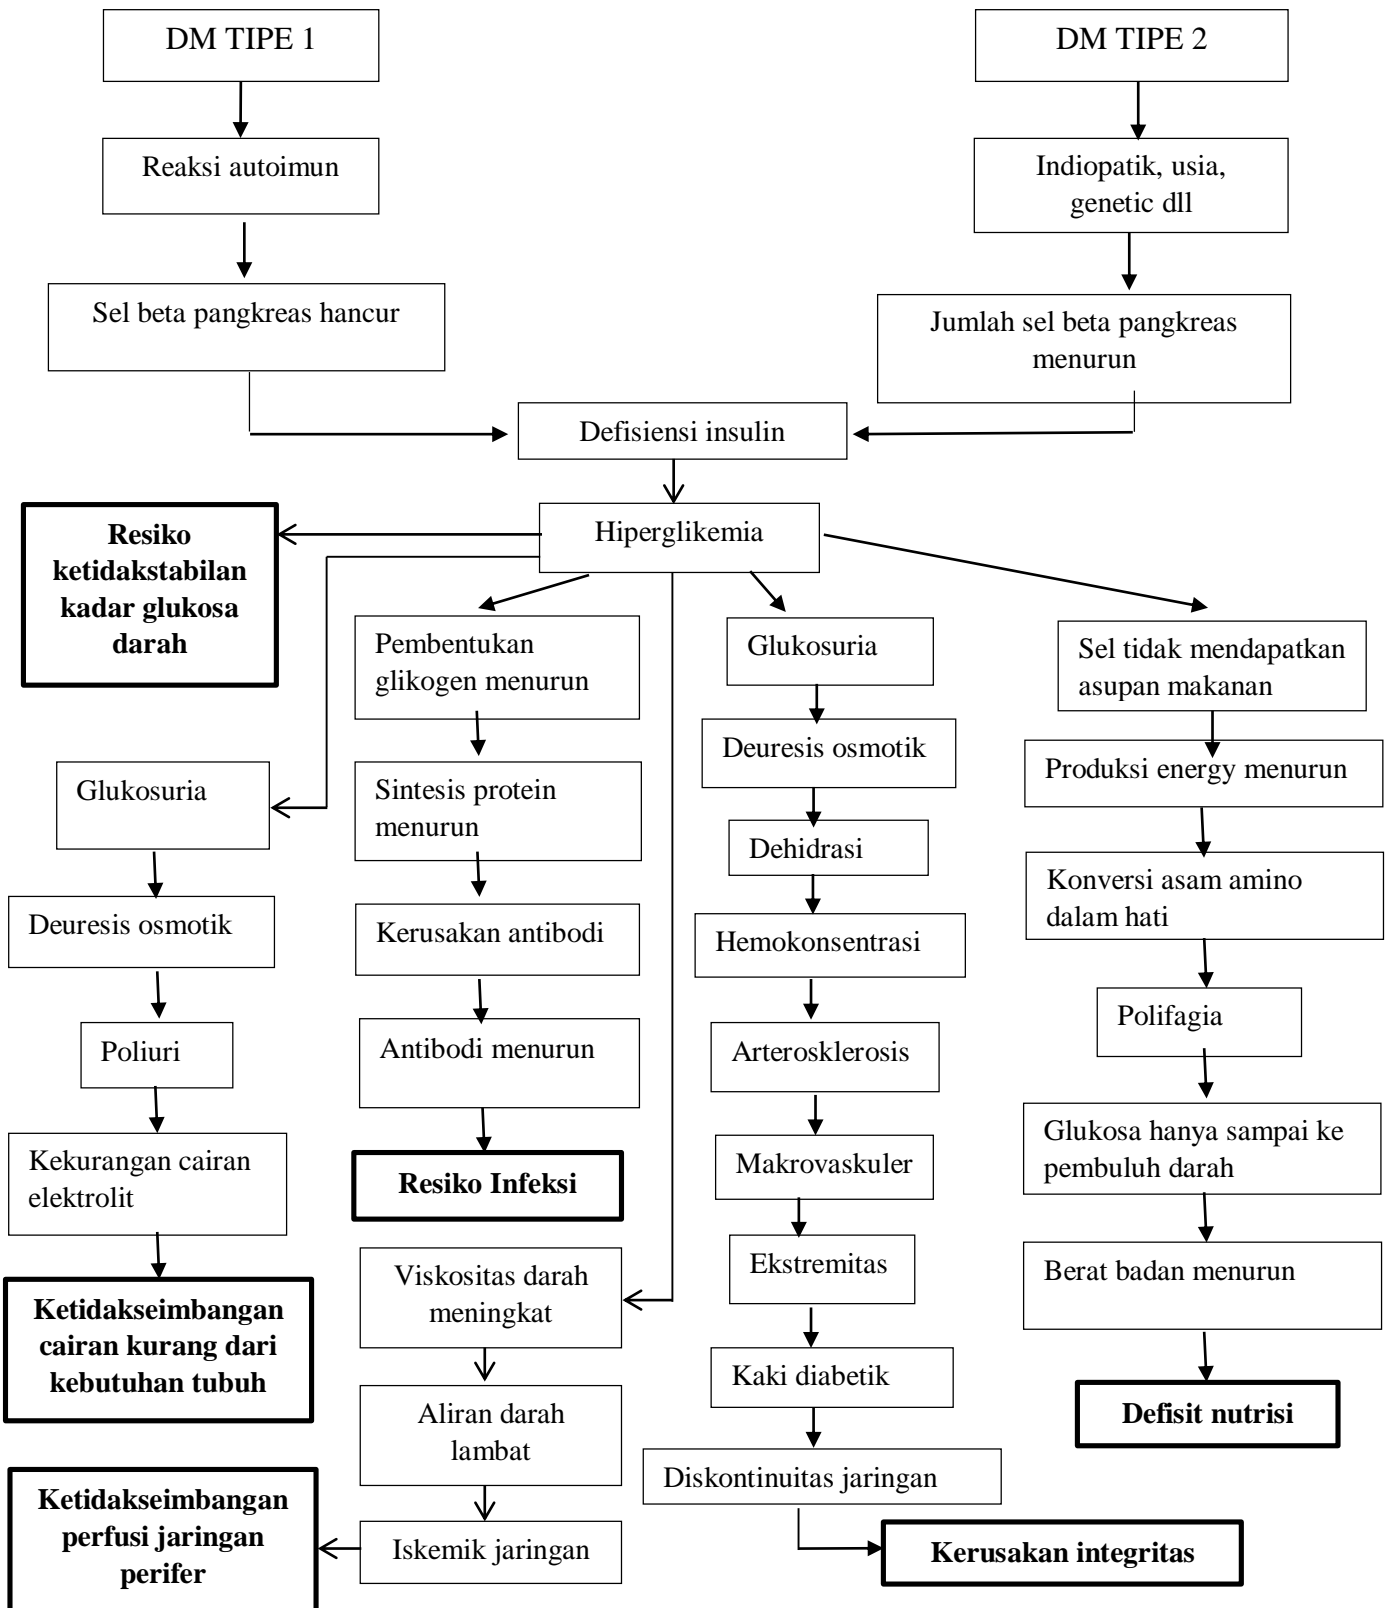 DM TIPE 1
DM TIPE 2
Reaksi autoimun
Indiopatik, usia,
genetic dll
Sel beta pangkreas hancur
Jumlah sel beta pangkreas
menurun
Defisiensi insulin
Hiperglikemia
Resiko
ketidakstabilan
kadar glukosa
darah
Glukosuria
Deuresis osmotik
Poliuri
Kekurangan cairan
elektrolit
Ketidakseimbangan
cairan kurang dari
kebutuhan tubuh
Pembentukan
glikogen menurun
Sintesis protein
menurun
Kerusakan antibodi
Antibodi menurun
Resiko Infeksi
Viskositas darah
meningkat
Aliran darah
lambat
Iskemik jaringan
Ketidakseimbangan
perfusi jaringan
perifer
Glukosuria
Deuresis osmotik
Dehidrasi
Hemokonsentrasi
Arterosklerosis
Makrovaskuler
Ekstremitas
Kaki diabetik
Diskontinuitas jaringan
Kerusakan integritas
Sel tidak mendapatkan
asupan makanan
Produksi energy menurun
Konversi asam amino
dalam hati
Polifagia
Glukosa hanya sampai ke
pembuluh darah
Berat badan menurun
Defisit nutrisi